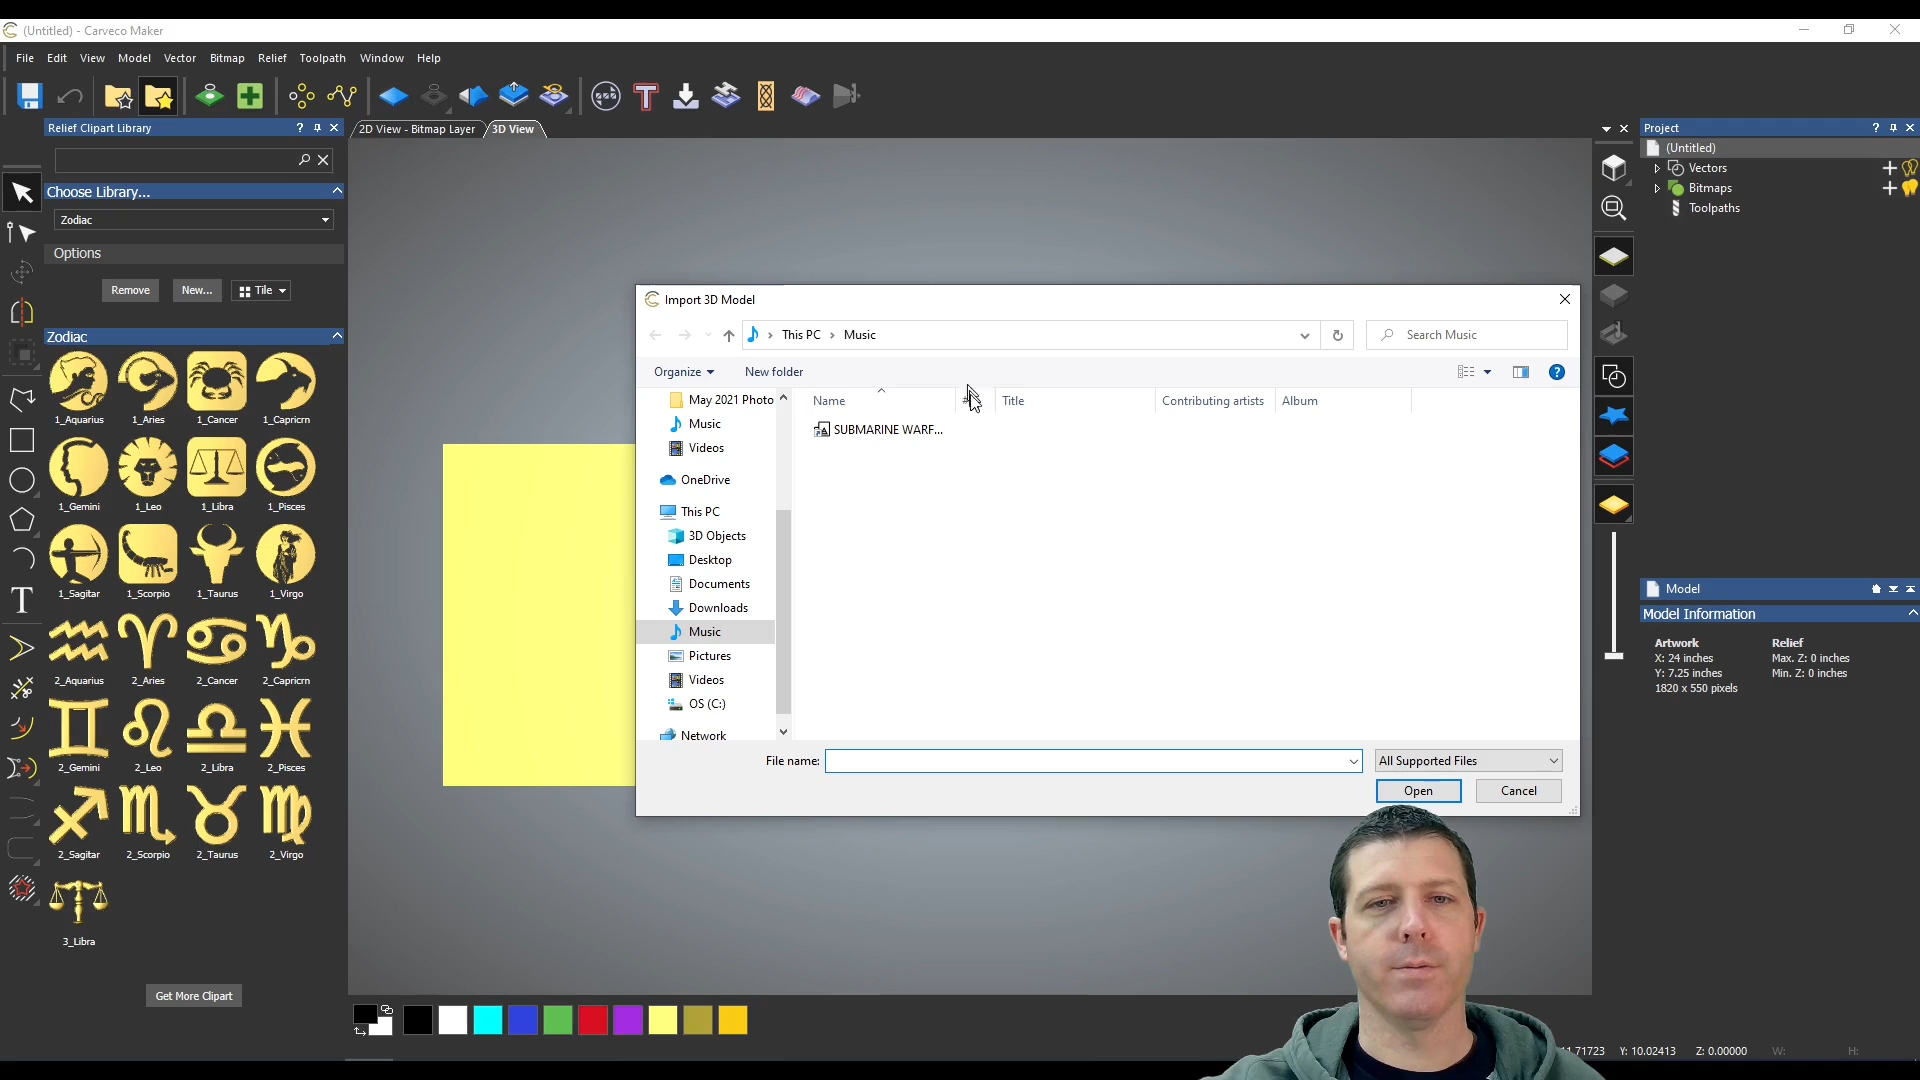 (Untitled) - Carveco Maker
File Edit View Model Vector Bitmap Relief Toolpath Window Help
Relief Clipart Library
Choose Library...
Zodiac
Options
Remove New... Tile
Zodiac
1_Aquarius 1_Aries 1_Cancer 1_Capricrn
1_Gemini 1_Leo 1_Libra 1_Pisces
1_Sagitar 1_Scorpio 1_Taurus 1_Virgo
2_Aquarius 2_Aries 2_Cancer 2_Capricrn
2_Gemini 2_Leo 2_Libra 2_Pisces
2_Sagitar 2_Scorpio 2_Taurus 2_Virgo
3_Libra
Get More Clipart
2D View - Bitmap Layer 3D View
Import 3D Model
This PC > Music
Search Music
Organize New folder
Name # Title Contributing artists Album
SUBMARINE WARF...
May 2021 Photo
Music
Videos
OneDrive
This PC
3D Objects
Desktop
Documents
Downloads
Music
Pictures
Videos
OS (C:)
Network
File name: All Supported Files
Open Cancel
Project
(Untitled)
Vectors
Bitmaps
Toolpaths
Model
Model Information
Artwork Relief
X: 24 inches Max. Z: 0 inches
Y: 7.25 inches Min. Z: 0 inches
1820 x 550 pixels
.71723 Y: 10.02413 Z: 0.00000 W: H: